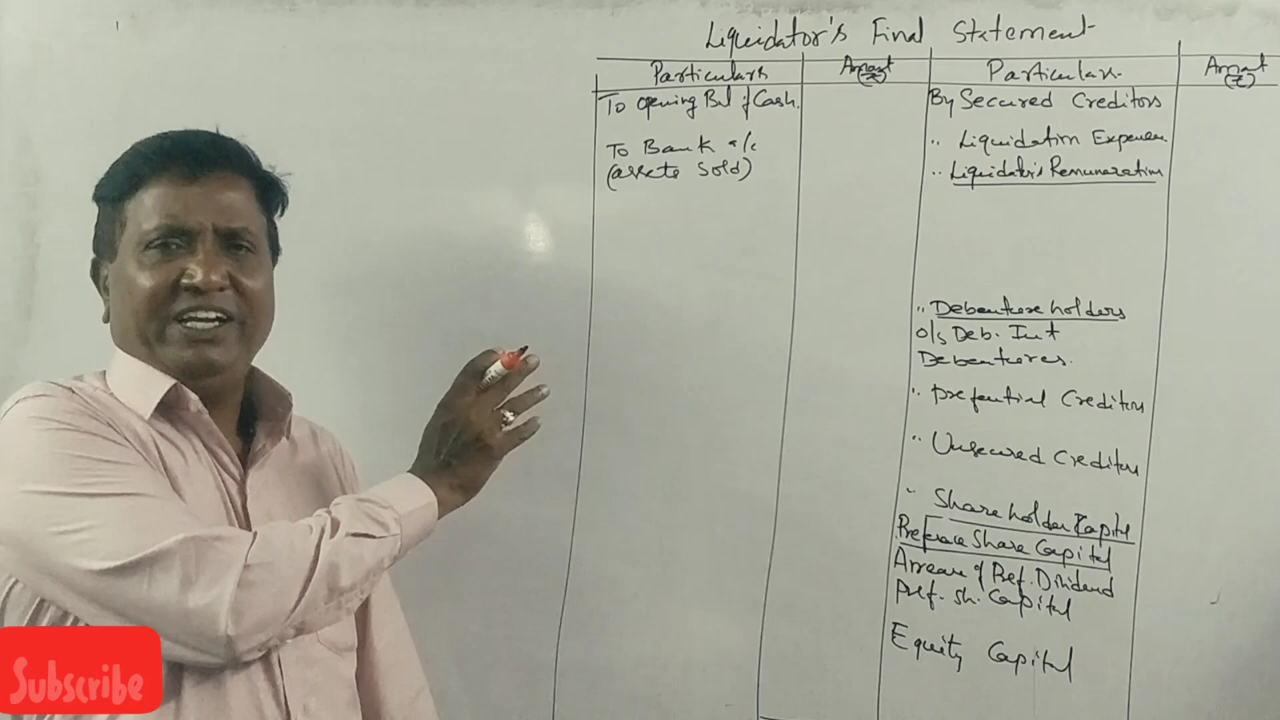 Liquidator's Final Statement
Particulars Amount (₹) Particulars Amount (₹)
To opening Bal of Cash.
To Bank a/c
(assets Sold)
By Secured Creditors
.. Liquidation Expenses
.. Liquidator's Remuneration
.. Debenture holders
o/s Deb. Int
Debentures.
.. Prefential Creditors
.. Unsecured Creditors
.. Share holder Capital
Preference Share Capital
Arrears of Pref. Dividend
Pref. Sh. Capital
Equity Capital
Subscribe